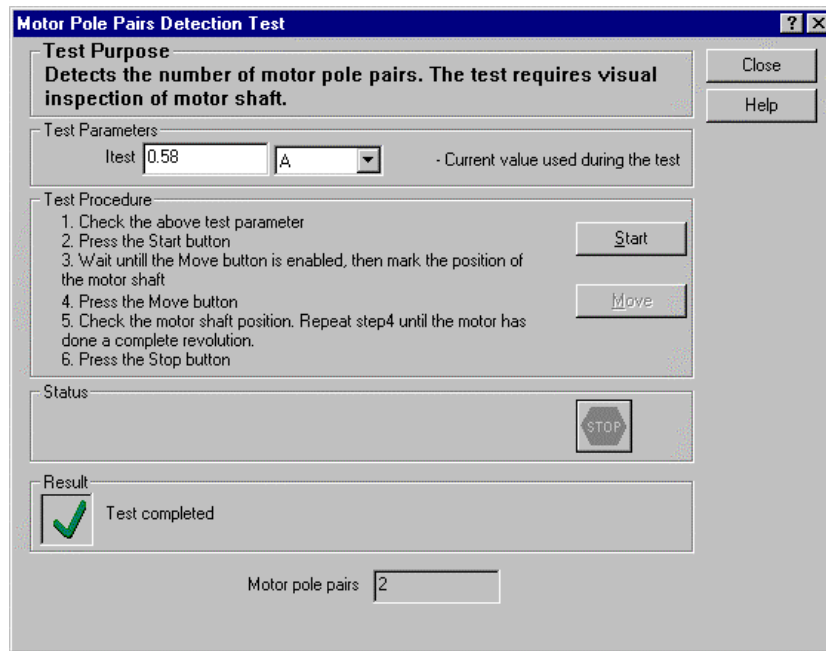 Motor Pole Pairs Detection Test
Test Purpose
Detects the number of motor pole pairs. The test requires visual
inspection of motor shaft.
Close
Help
Test Parameters
Itest 0.58 A - Current value used during the test
Test Procedure
1. Check the above test parameter
2. Press the Start button
3. Wait untill the Move button is enabled, then mark the position of
the motor shaft
4. Press the Move button
5. Check the motor shaft position. Repeat step4 until the motor has
done a complete revolution.
6. Press the Stop button
Start
Move
Status
STOP
Result
Test completed
Motor pole pairs 2